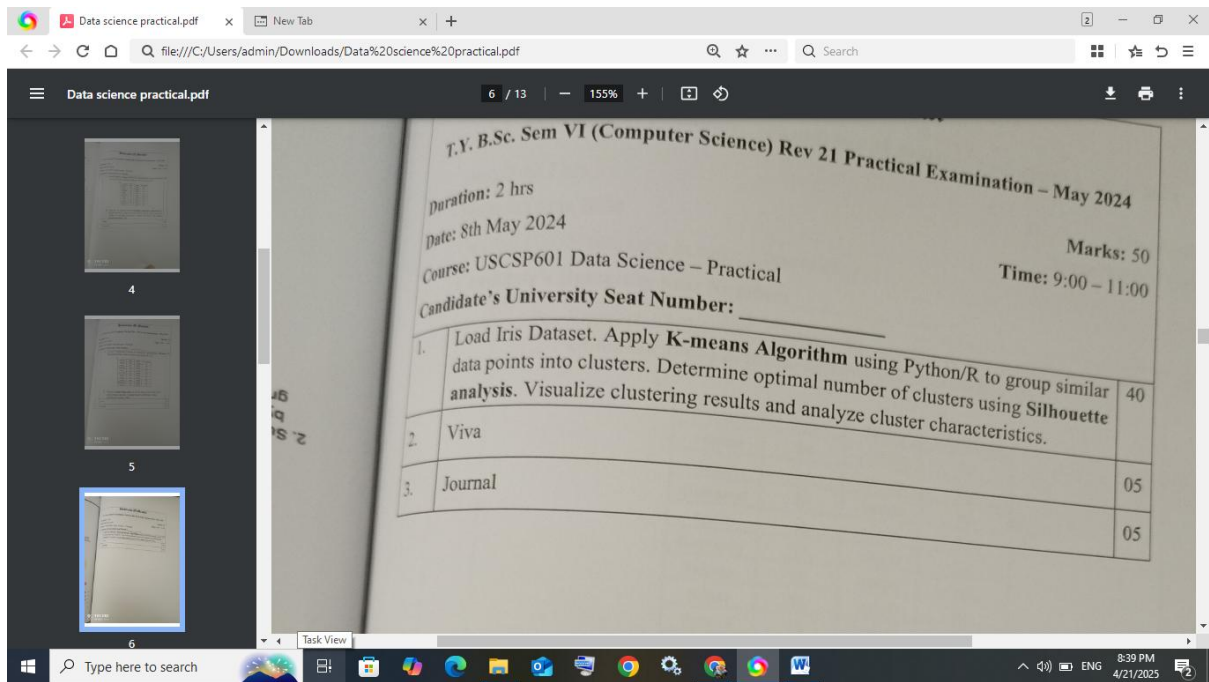 Data science practical.pdf
New Tab
2
file:///C:/Users/admin/Downloads/Data%20science%20practical.pdf
Search
Data science practical.pdf
6 / 13
155%
4
5
6
T.Y. B.Sc. Sem VI (Computer Science) Rev 21 Practical Examination – May 2024
Duration: 2 hrs
Marks: 50
Date: 8th May 2024
Time: 9:00 – 11:00
Course: USCSP601 Data Science – Practical
Candidate's University Seat Number:
1. Load Iris Dataset. Apply K-means Algorithm using Python/R to group similar 40
data points into clusters. Determine optimal number of clusters using Silhouette
analysis. Visualize clustering results and analyze cluster characteristics.
2. Viva 05
3. Journal 05
Task View
Type here to search
ENG
8:39 PM
4/21/2025
2